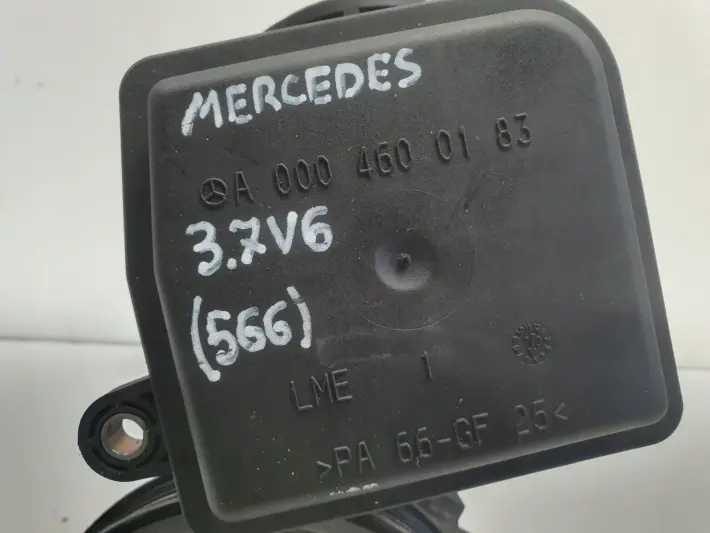 MERCEDES
A 000 460 01 83
3.7V6
(566)
LME 1
>PA 66-GF 25<